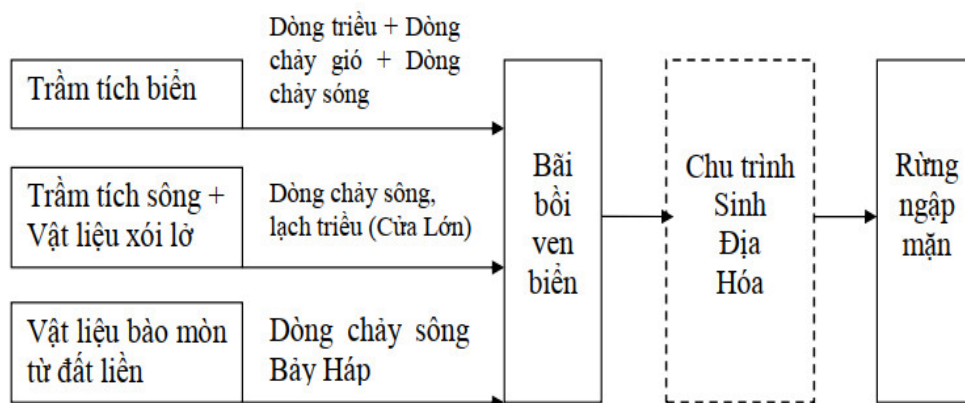 Dòng triều + Dòng
chảy gió + Dòng
chảy sóng
Trầm tích biển
Trầm tích sông +
Vật liệu xói lở
Dòng chảy sông,
lạch triều (Cửa Lớn)
Vật liệu bào mòn
từ đất liền
Dòng chảy sông
Bảy Háp
Bãi
bồi
ven
biển
Chu trình
Sinh
Địa
Hóa
Rừng
ngập
mặn